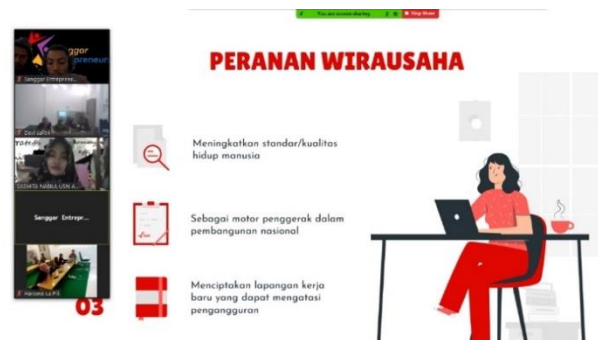 You are screen sharing
Stop Share
PERANAN WIRAUSAHA
Sanggar Entreprene...
Sanggar Entrepr...
Meningkatkan standar/kualitas
hidup manusia
Sebagai motor penggerak dalam
pembangunan nasional
Menciptakan lapangan kerja
baru yang dapat mengatasi
pengangguran
03